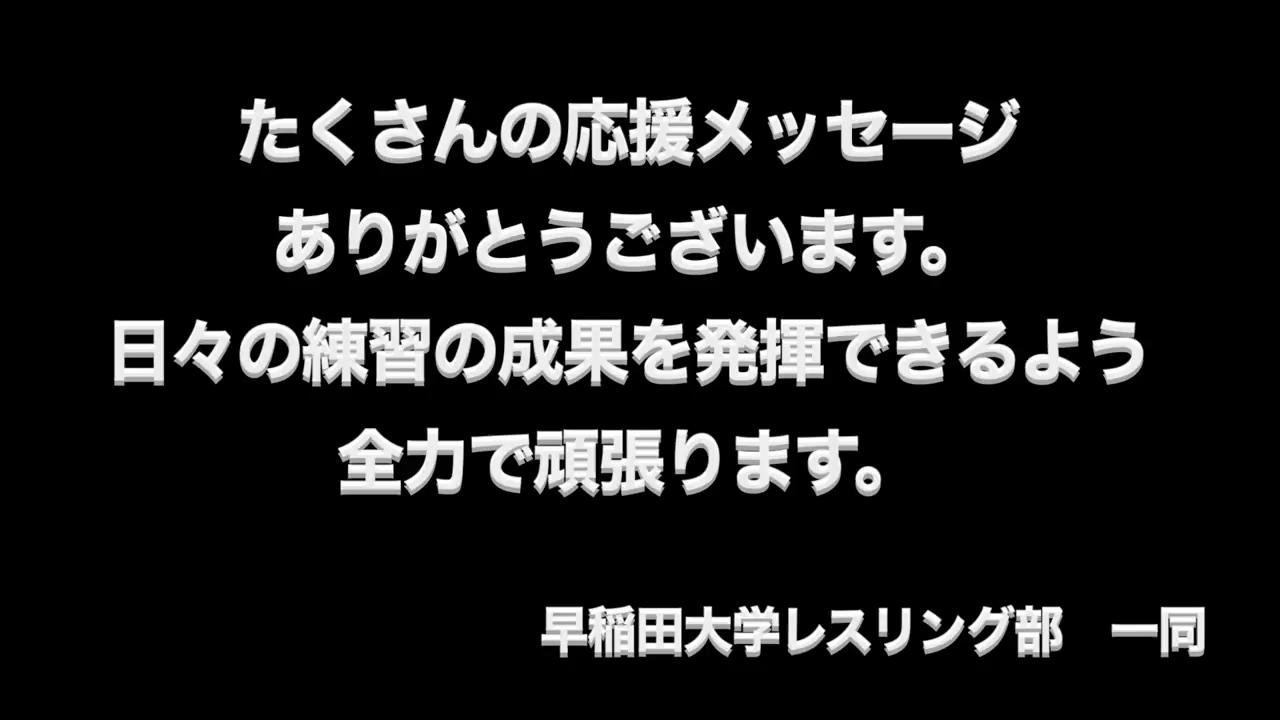 たくさんの応援メッセージ
ありがとうございます。
日々の練習の成果を発揮できるよう
全力で頑張ります。
早稲田大学レスリング部　一同